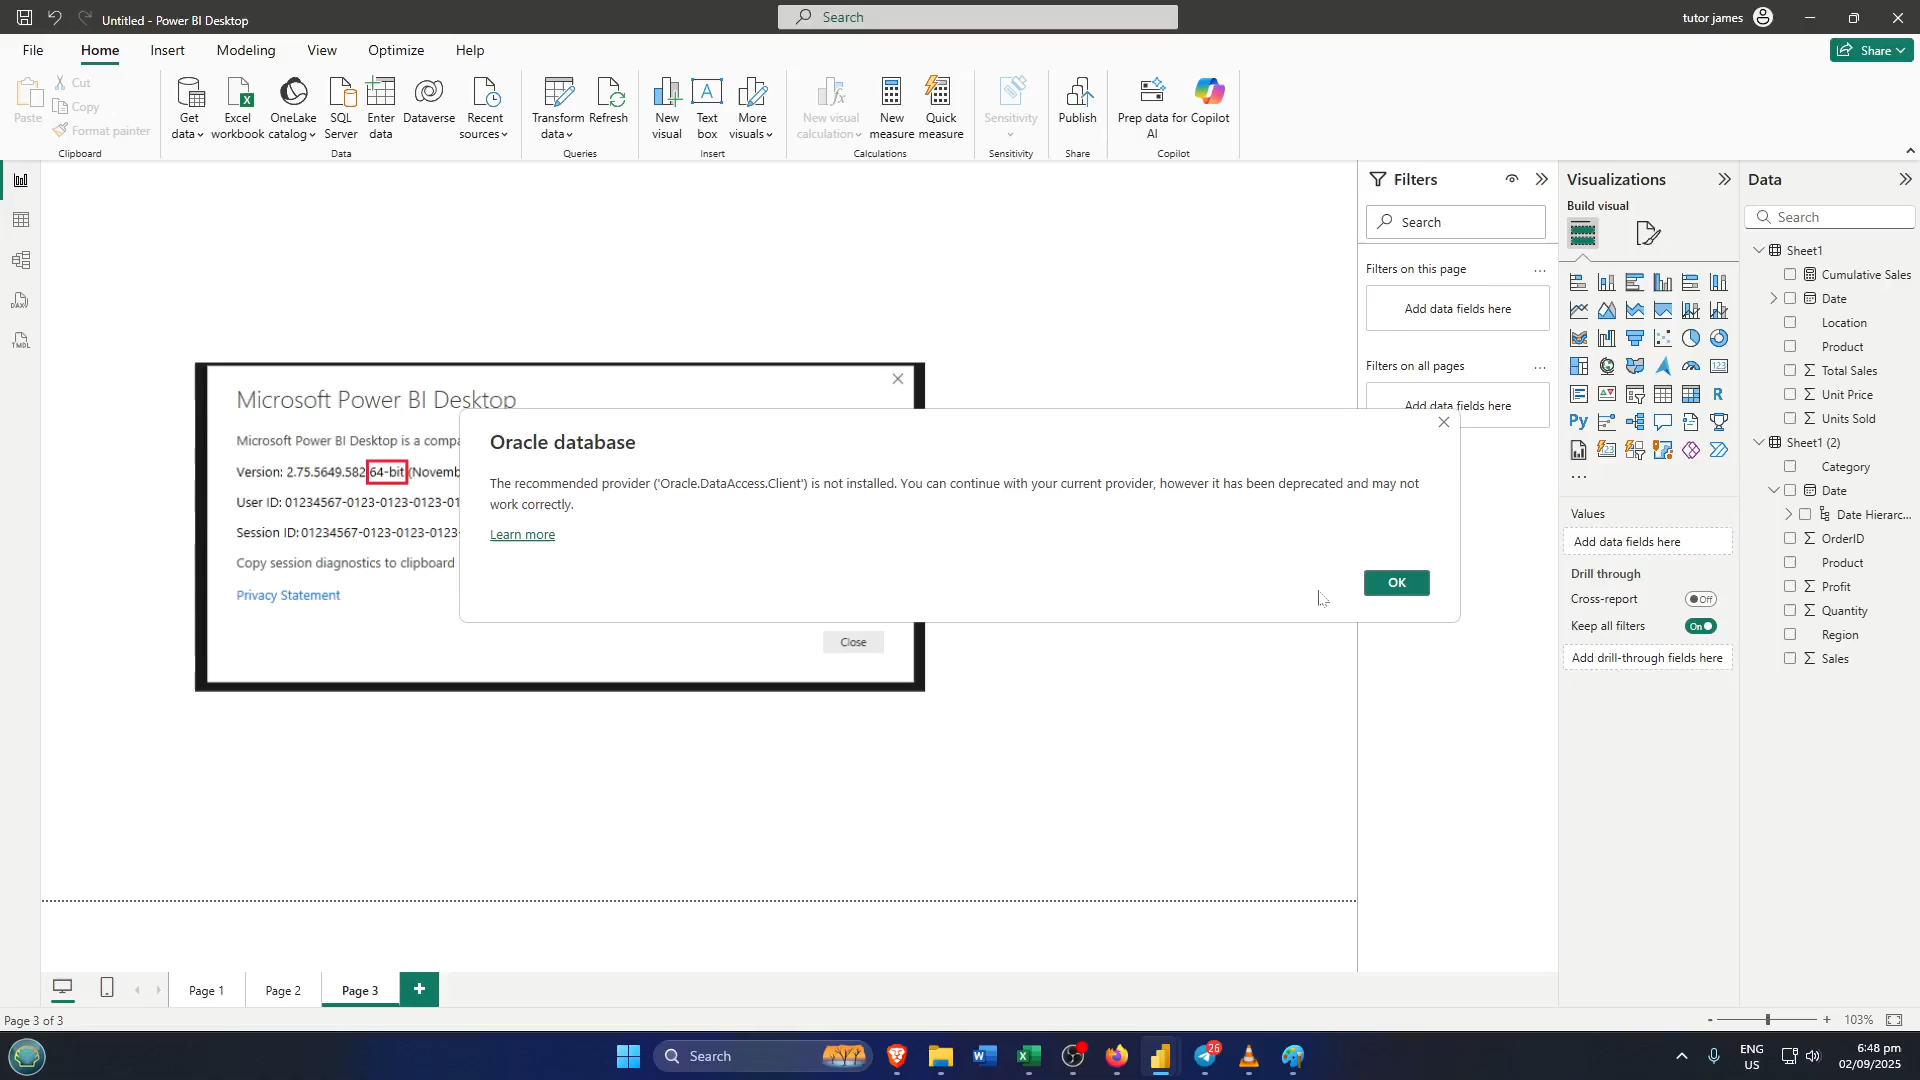 Untitled - Power BI Desktop
Search
tutor james
File
Home
Insert
Modeling
View
Optimize
Help
Share
Paste
Cut
Copy
Format painter
Clipboard
Get data
Excel workbook
OneLake catalog
SQL Server
Enter data
Dataverse
Recent sources
Data
Transform data
Refresh
Queries
New visual
Text box
More visuals
Insert
New visual calculation
New measure
Quick measure
Calculations
Sensitivity
Sensitivity
Publish
Share
Prep data for AI
Copilot
Copilot
DAX
TMDL
Microsoft Power BI Desktop
Microsoft Power BI Desktop is a compa
Version: 2.75.5649.582 64-bit (Novemb
User ID: 01234567-0123-0123-0123-01
Session ID: 01234567-0123-0123-0123-
Copy session diagnostics to clipboard
Privacy Statement
Close
Oracle database
The recommended provider ('Oracle.DataAccess.Client') is not installed. You can continue with your current provider, however it has been deprecated and may not
work correctly.
Learn more
OK
Filters
Search
Filters on this page
...
Add data fields here
Filters on all pages
...
Add data fields here
Visualizations
Build visual
123
R
Py
123
...
Values
Add data fields here
Drill through
Cross-report
Off
Keep all filters
On
Add drill-through fields here
Data
Search
Sheet1
Cumulative Sales
Date
Location
Product
Total Sales
Unit Price
Units Sold
Sheet1 (2)
Category
Date
Date Hierarc...
OrderID
Product
Profit
Quantity
Region
Sales
Page 1
Page 2
Page 3
+
Page 3 of 3
- + 103%
Search
26
ENG
US
6:48 pm
02/09/2025